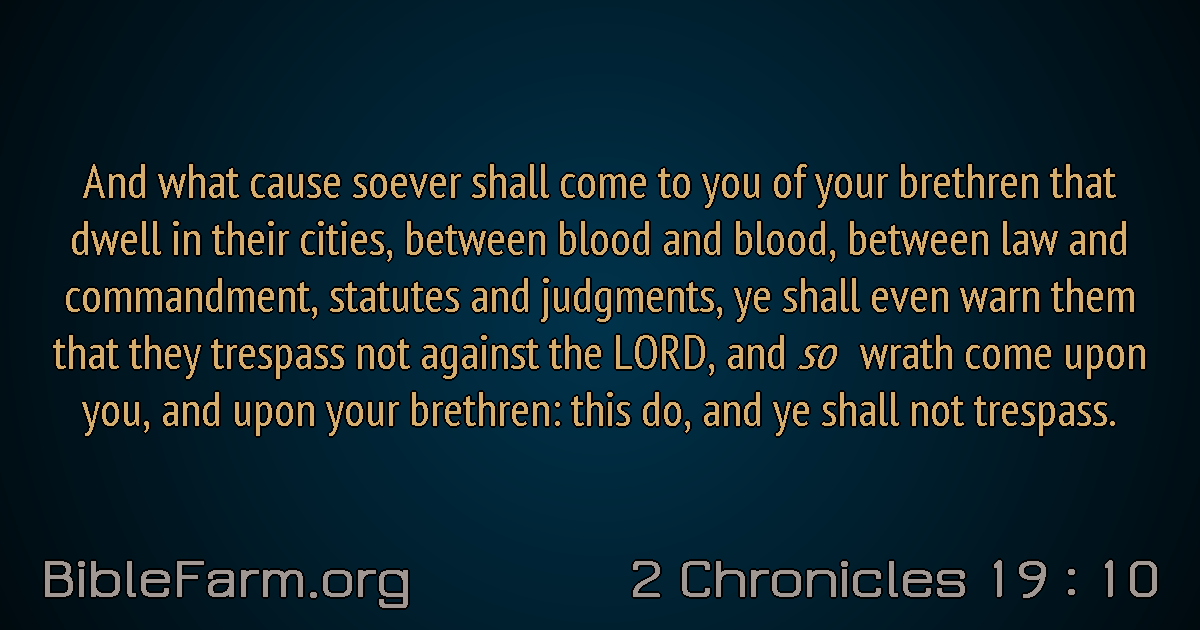 And what cause soever shall come to you of your brethren that
dwell in their cities, between blood and blood, between law and
commandment, statutes and judgments, ye shall even warn them
that they trespass not against the LORD, and so wrath come upon
you, and upon your brethren: this do, and ye shall not trespass.
BibleFarm.org
2 Chronicles 19 : 10